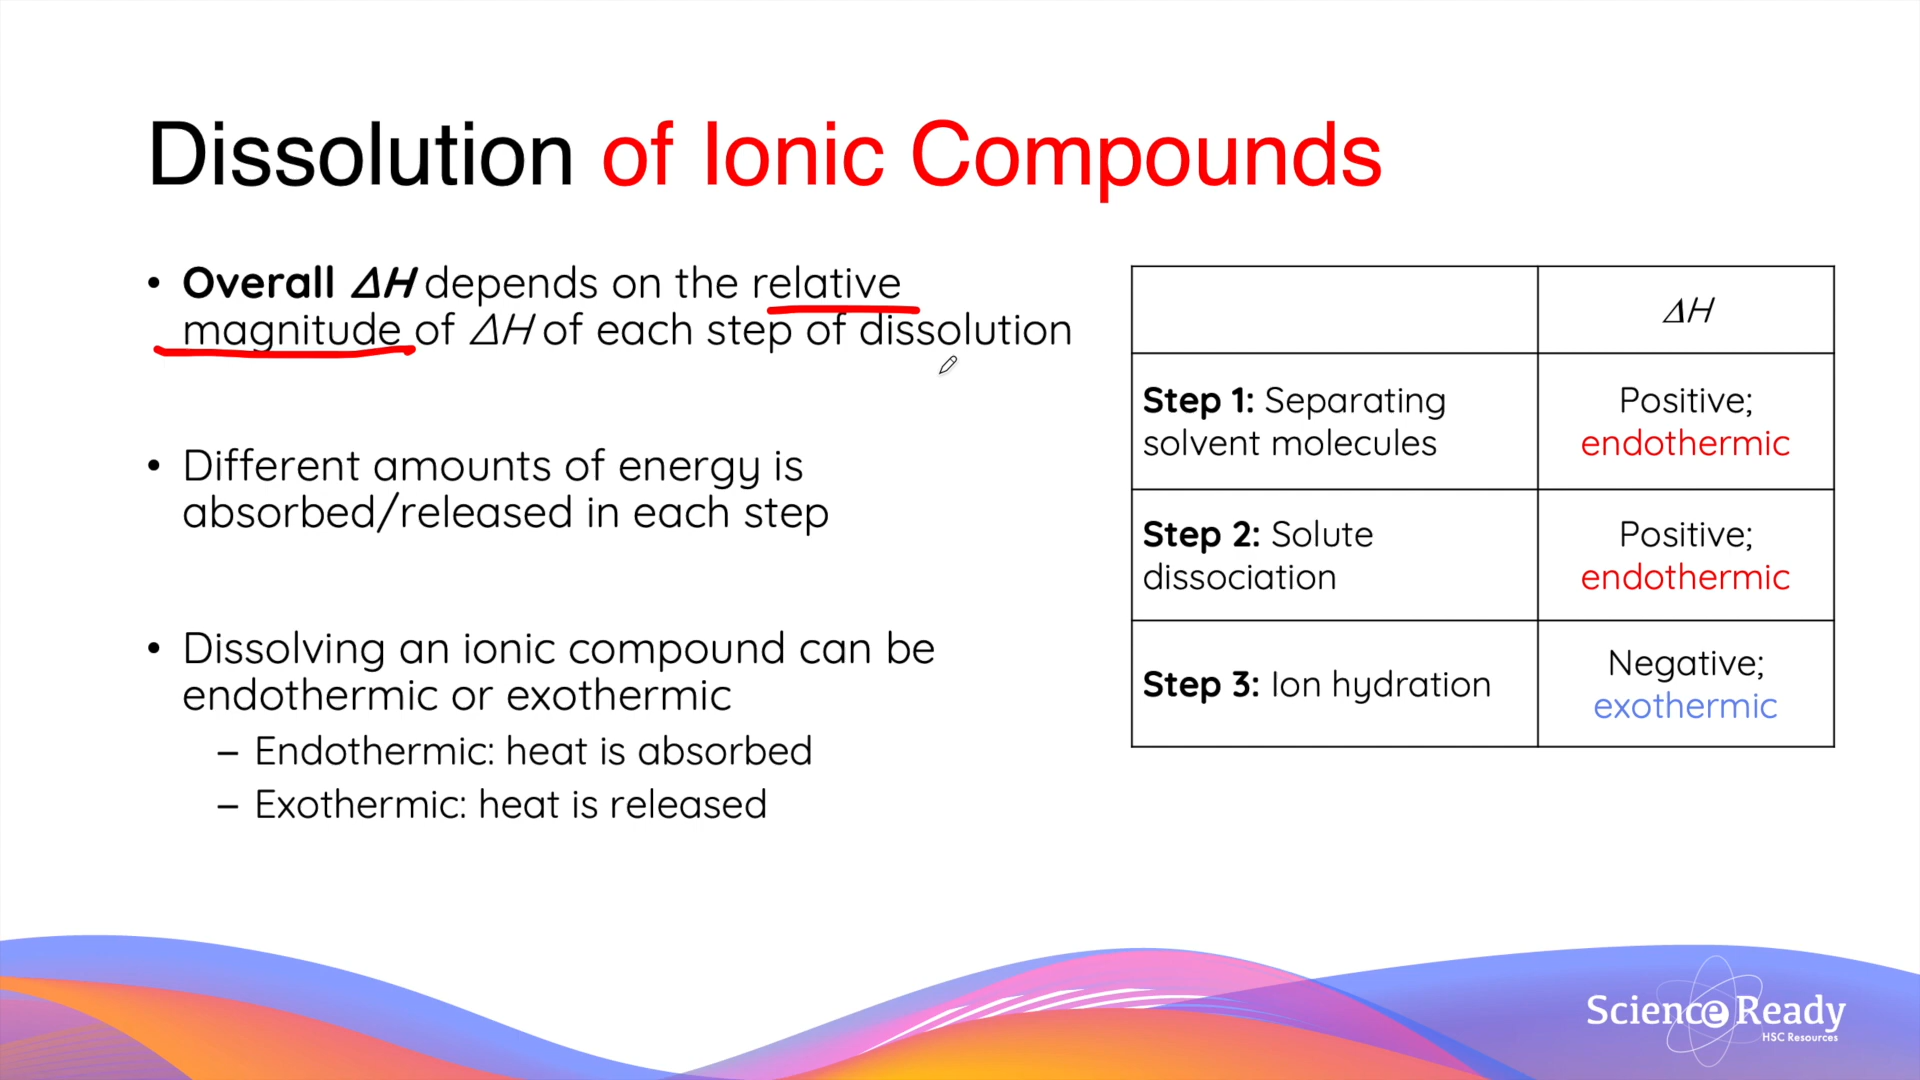 Dissolution of Ionic Compounds
• Overall ΔH depends on the relative
magnitude of ΔH of each step of dissolution
• Different amounts of energy is
absorbed/released in each step
• Dissolving an ionic compound can be
endothermic or exothermic
– Endothermic: heat is absorbed
– Exothermic: heat is released
ΔH
Step 1: Separating
solvent molecules
Positive;
endothermic
Step 2: Solute
dissociation
Positive;
endothermic
Step 3: Ion hydration
Negative;
exothermic
Science Ready
HSC Resources